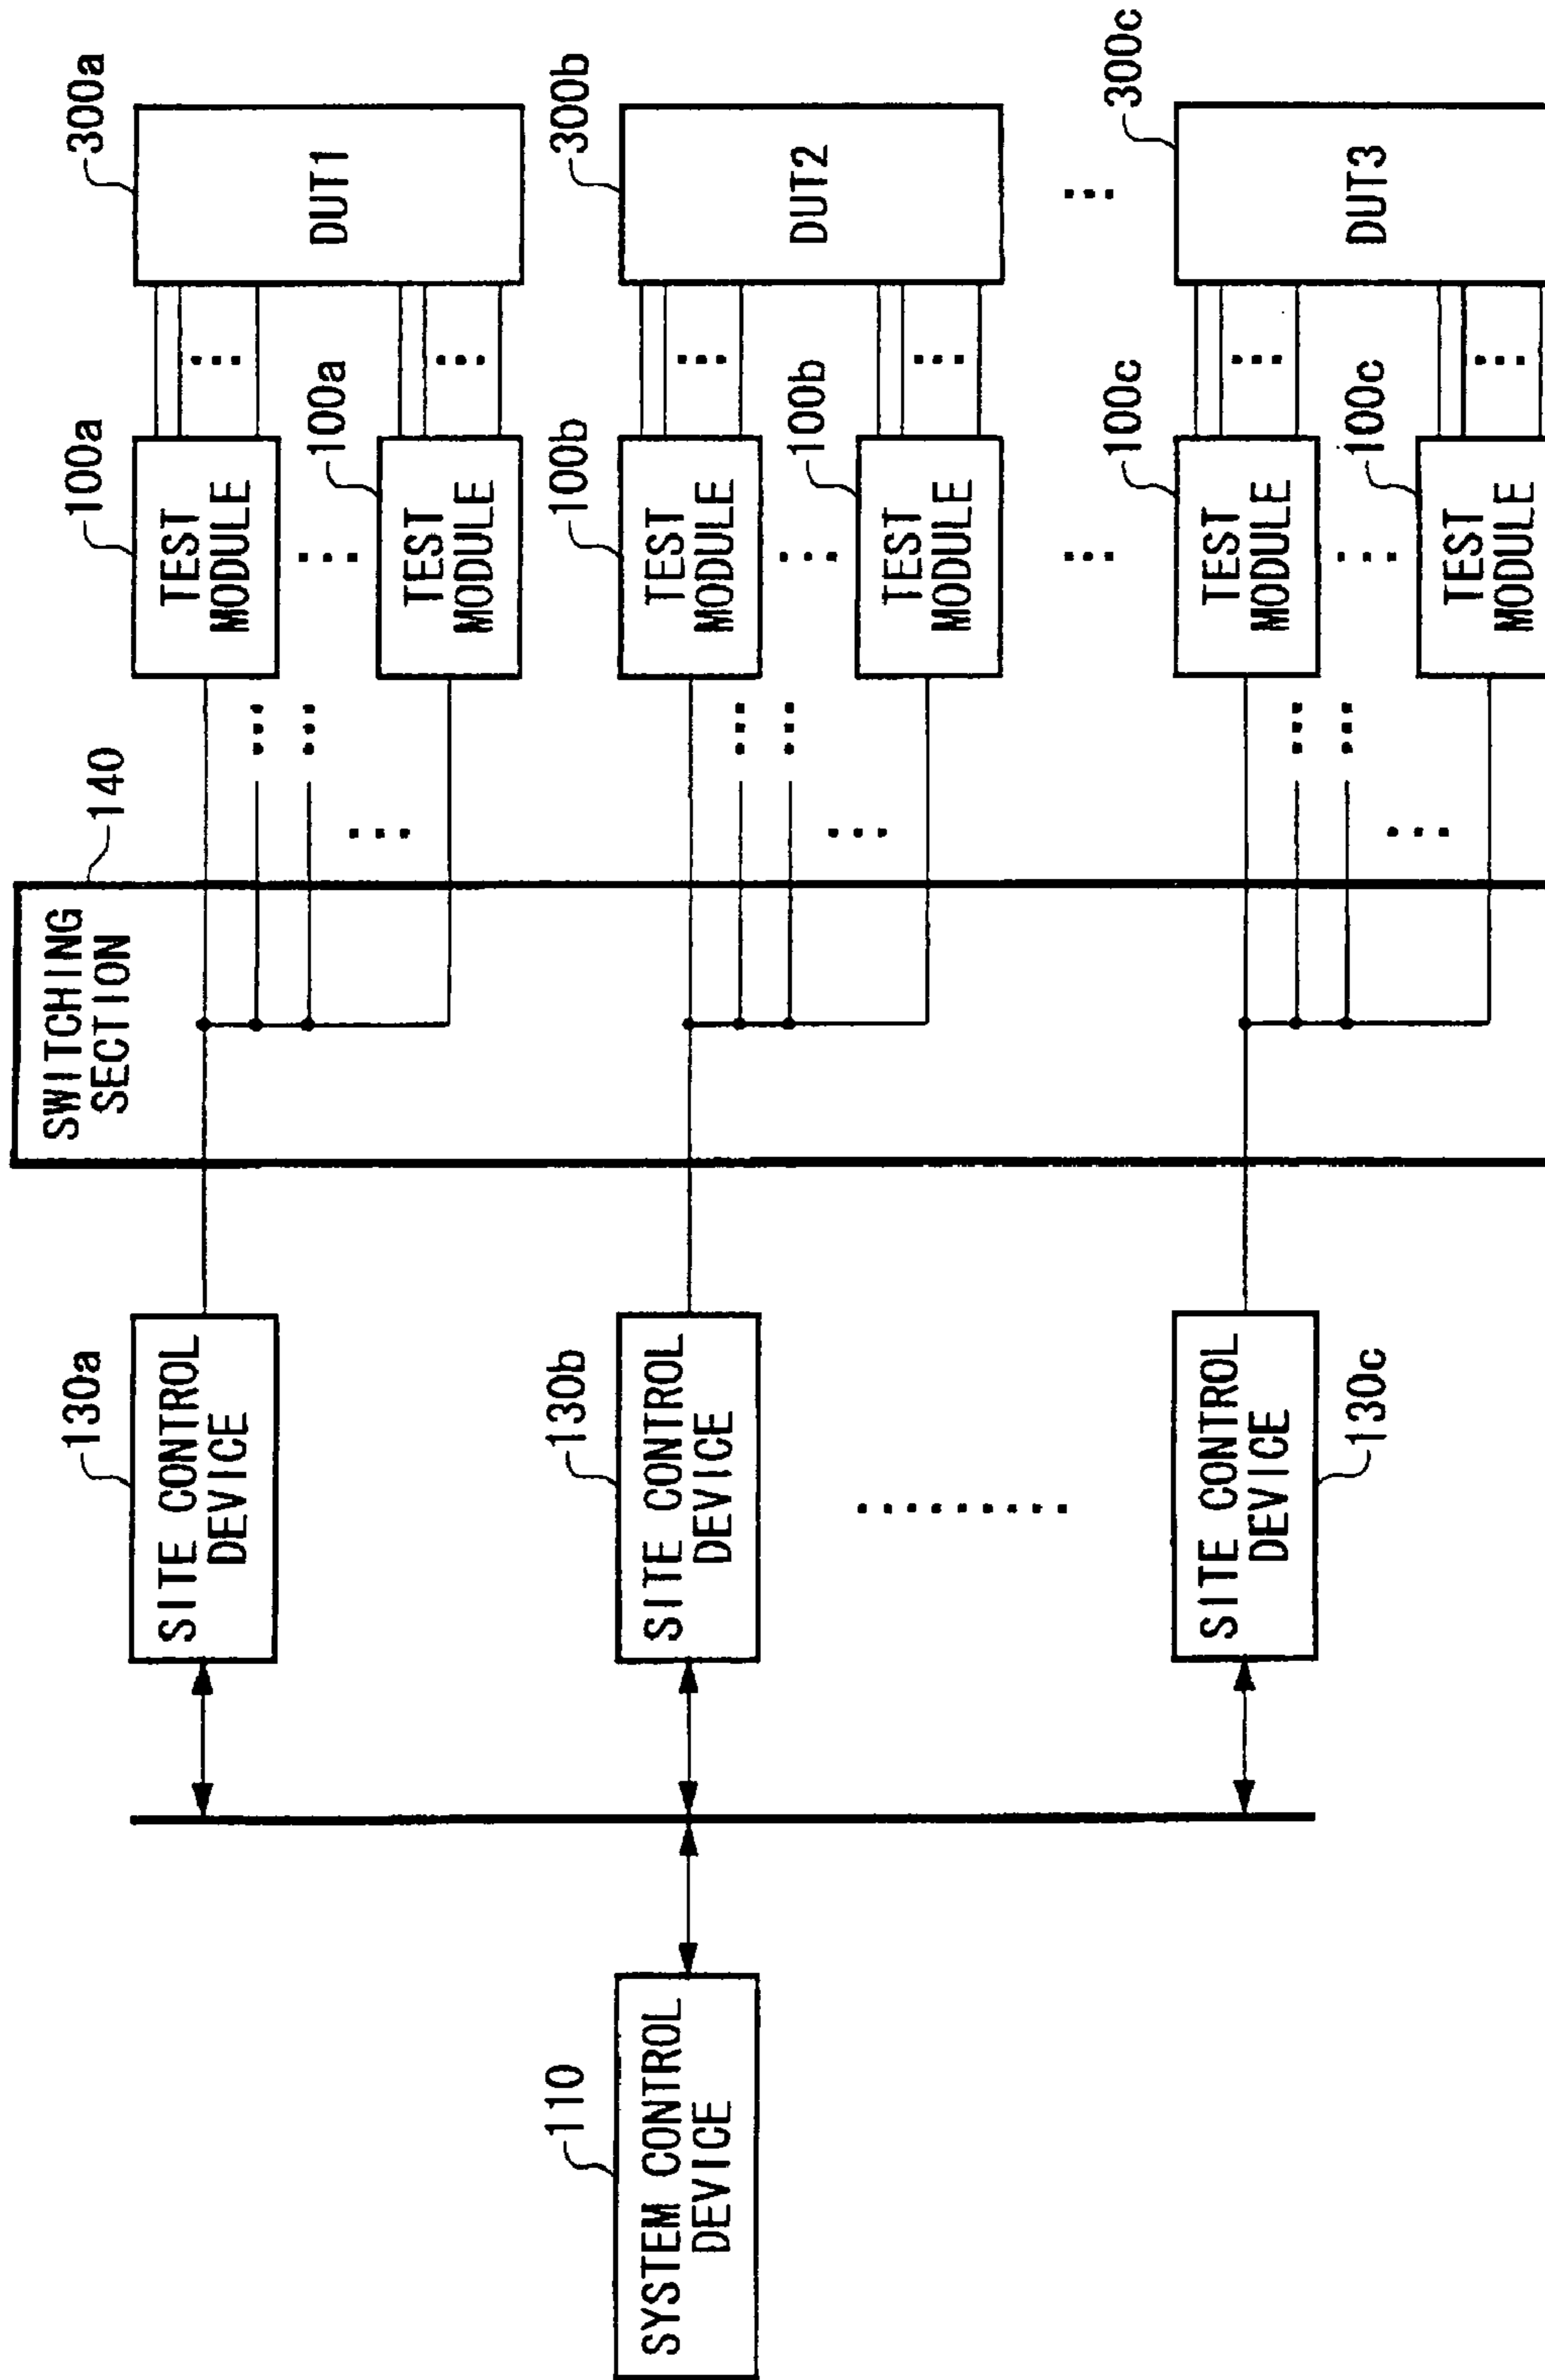 110
SYSTEM CONTROL
DEVICE
130a
SITE CONTROL
DEVICE
130b
SITE CONTROL
DEVICE
130c
SITE CONTROL
DEVICE
140
SWITCHING
SECTION
100a
TEST
MODULE
100a
TEST
MODULE
100b
TEST
MODULE
100b
TEST
MODULE
100c
TEST
MODULE
100c
TEST
MODULE
300a
DUT1
300b
DUT2
300c
DUT3